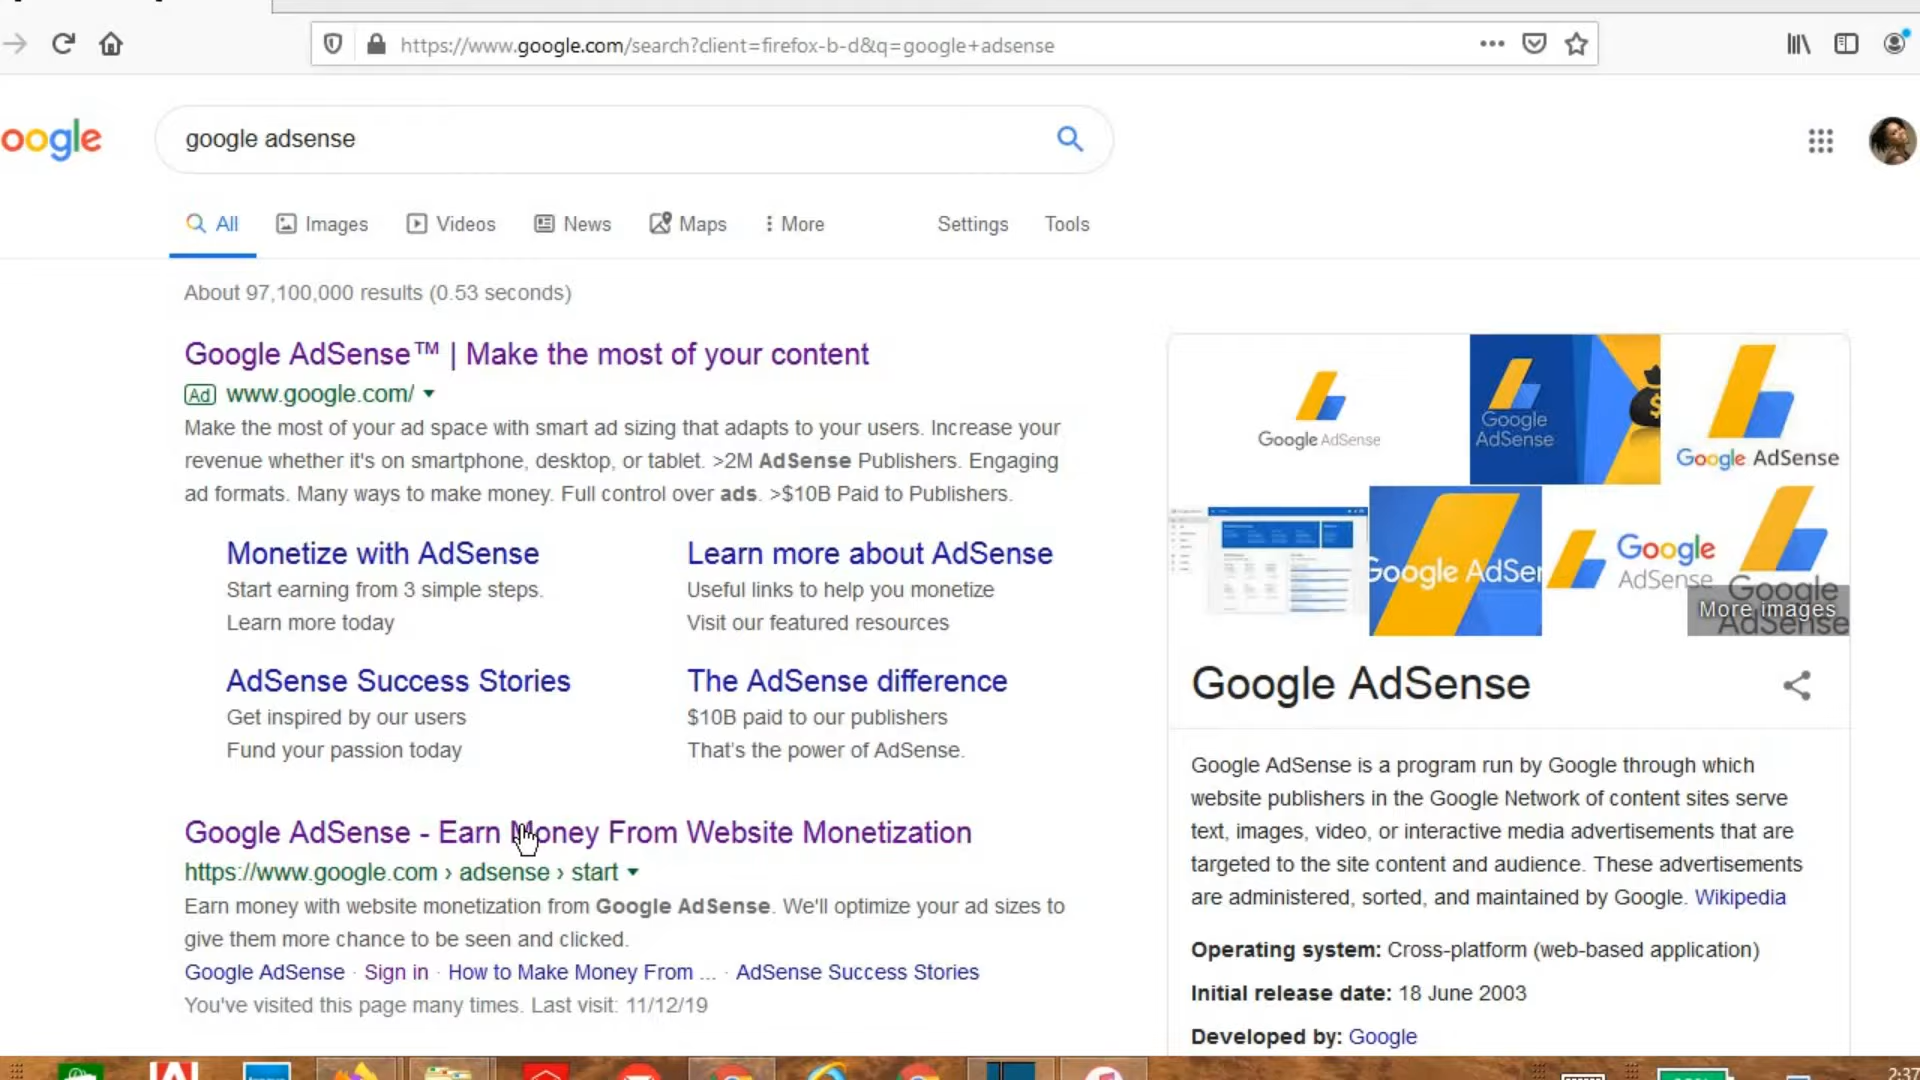 https://www.google.com/search?client=firefox-b-d&q=google+adsense
oogle
google adsense
All
Images
Videos
News
Maps
More
Settings
Tools
About 97,100,000 results (0.53 seconds)
Google AdSense™ | Make the most of your content
Ad www.google.com/
Make the most of your ad space with smart ad sizing that adapts to your users. Increase your
revenue whether it's on smartphone, desktop, or tablet. >2M AdSense Publishers. Engaging
ad formats. Many ways to make money. Full control over ads. >$10B Paid to Publishers.
Monetize with AdSense
Start earning from 3 simple steps.
Learn more today
Learn more about AdSense
Useful links to help you monetize
Visit our featured resources
AdSense Success Stories
Get inspired by our users
Fund your passion today
The AdSense difference
$10B paid to our publishers
That's the power of AdSense.
Google AdSense - Earn Money From Website Monetization
https://www.google.com › adsense › start
Earn money with website monetization from Google AdSense. We'll optimize your ad sizes to
give them more chance to be seen and clicked.
Google AdSense · Sign in · How to Make Money From ... · AdSense Success Stories
You've visited this page many times. Last visit: 11/12/19
Google AdSense
Google
AdSense
Google AdSense
Google AdSen
Google
AdSense
Google
AdSense
More images
Google AdSense
Google AdSense is a program run by Google through which
website publishers in the Google Network of content sites serve
text, images, video, or interactive media advertisements that are
targeted to the site content and audience. These advertisements
are administered, sorted, and maintained by Google. Wikipedia
Operating system: Cross-platform (web-based application)
Initial release date: 18 June 2003
Developed by: Google
2:37